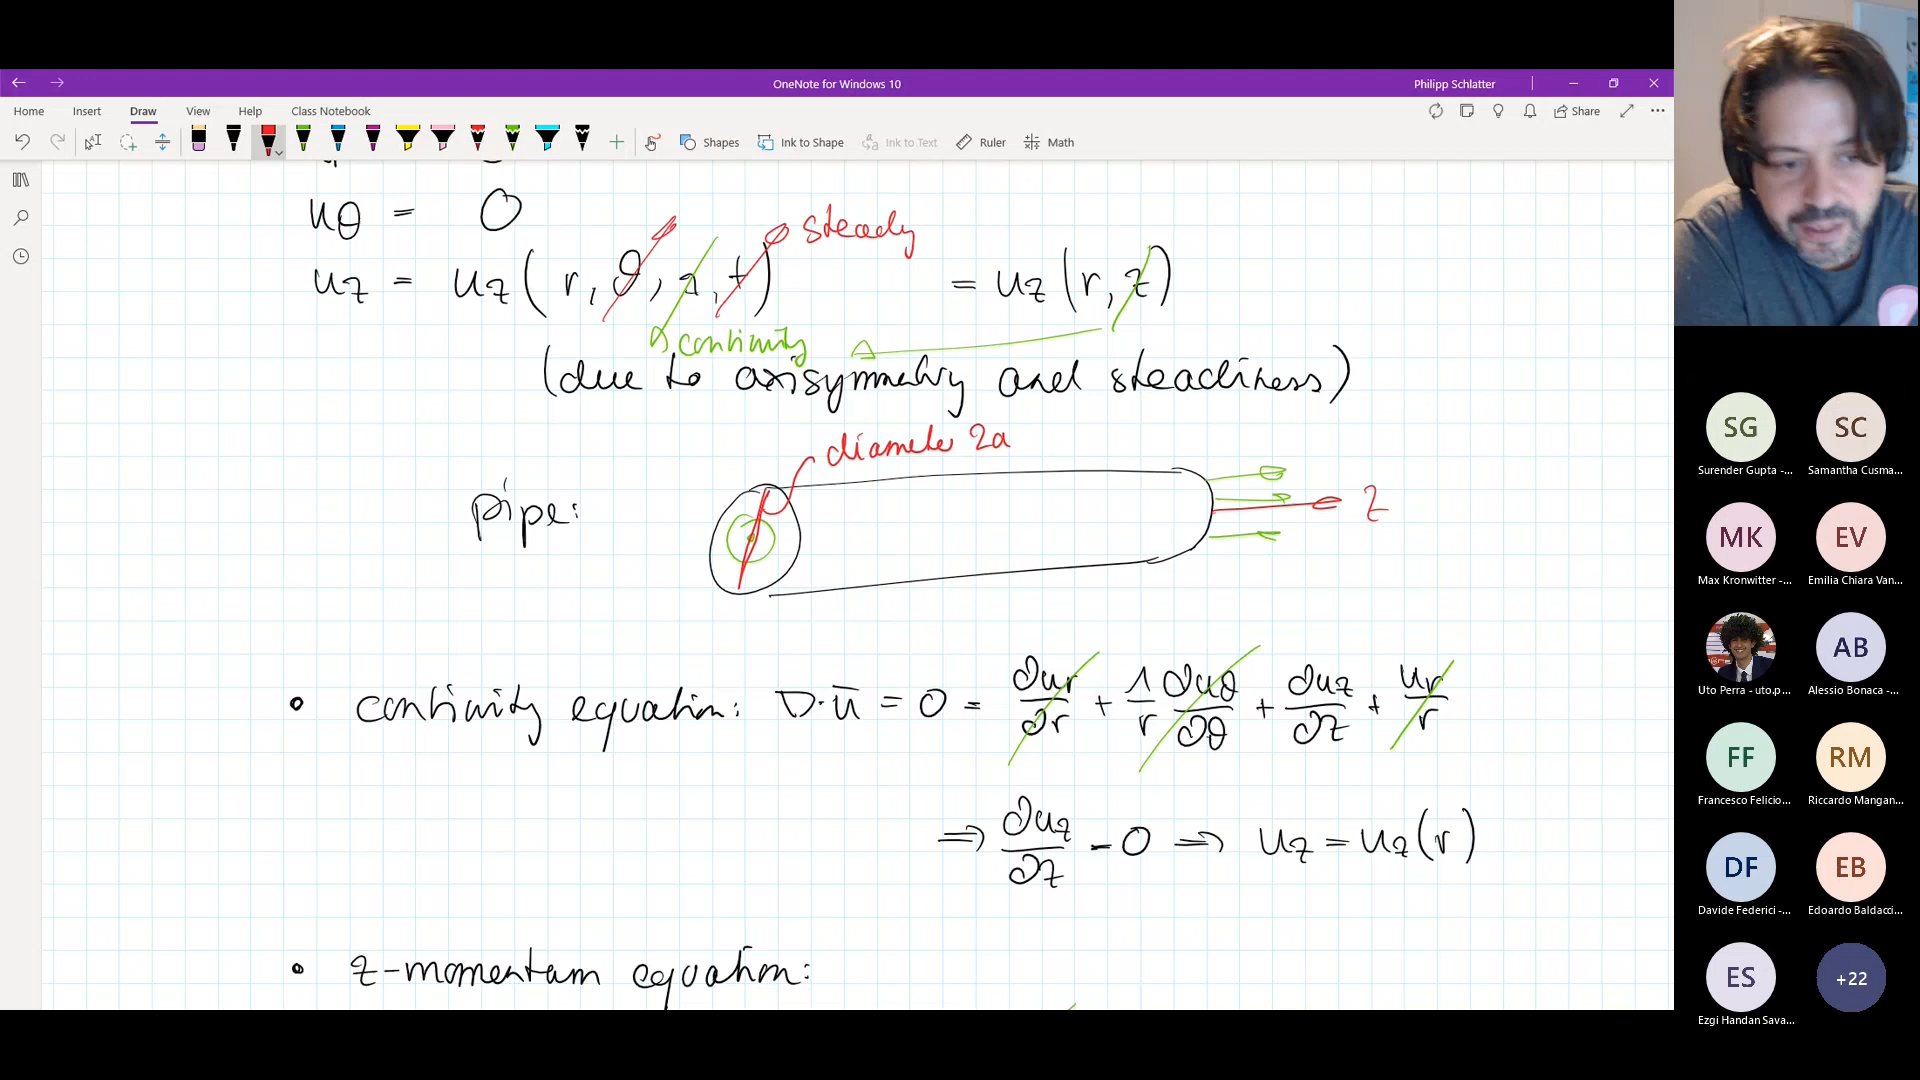 OneNote for Windows 10
Philipp Schlatter
Home Insert Draw View Help Class Notebook
Share
Shapes Ink to Shape Ink to Text Ruler Math
uθ = 0
steady
uz = uz(r, θ, z, t) = uz(r, z)
continuity
(due to axisymmetry and steadiness)
diameter 2a
pipe:
z
• continuity equation: ∇·u̅ = 0 = ∂ur/∂r + 1/r ∂uθ/∂θ + ∂uz/∂z + ur/r
⇒ ∂uz/∂z = 0 ⇒ uz = uz(r)
• z-momentum equation:
SG SC
Surender Gupta -... Samantha Cusma...
MK EV
Max Kronwitter -... Emilia Chiara Van...
AB
Uto Perra - uto.p... Alessio Bonaca -...
FF RM
Francesco Felicio... Riccardo Mangan...
DF EB
Davide Federici -... Edoardo Baldacci...
ES +22
Ezgi Handan Sava...